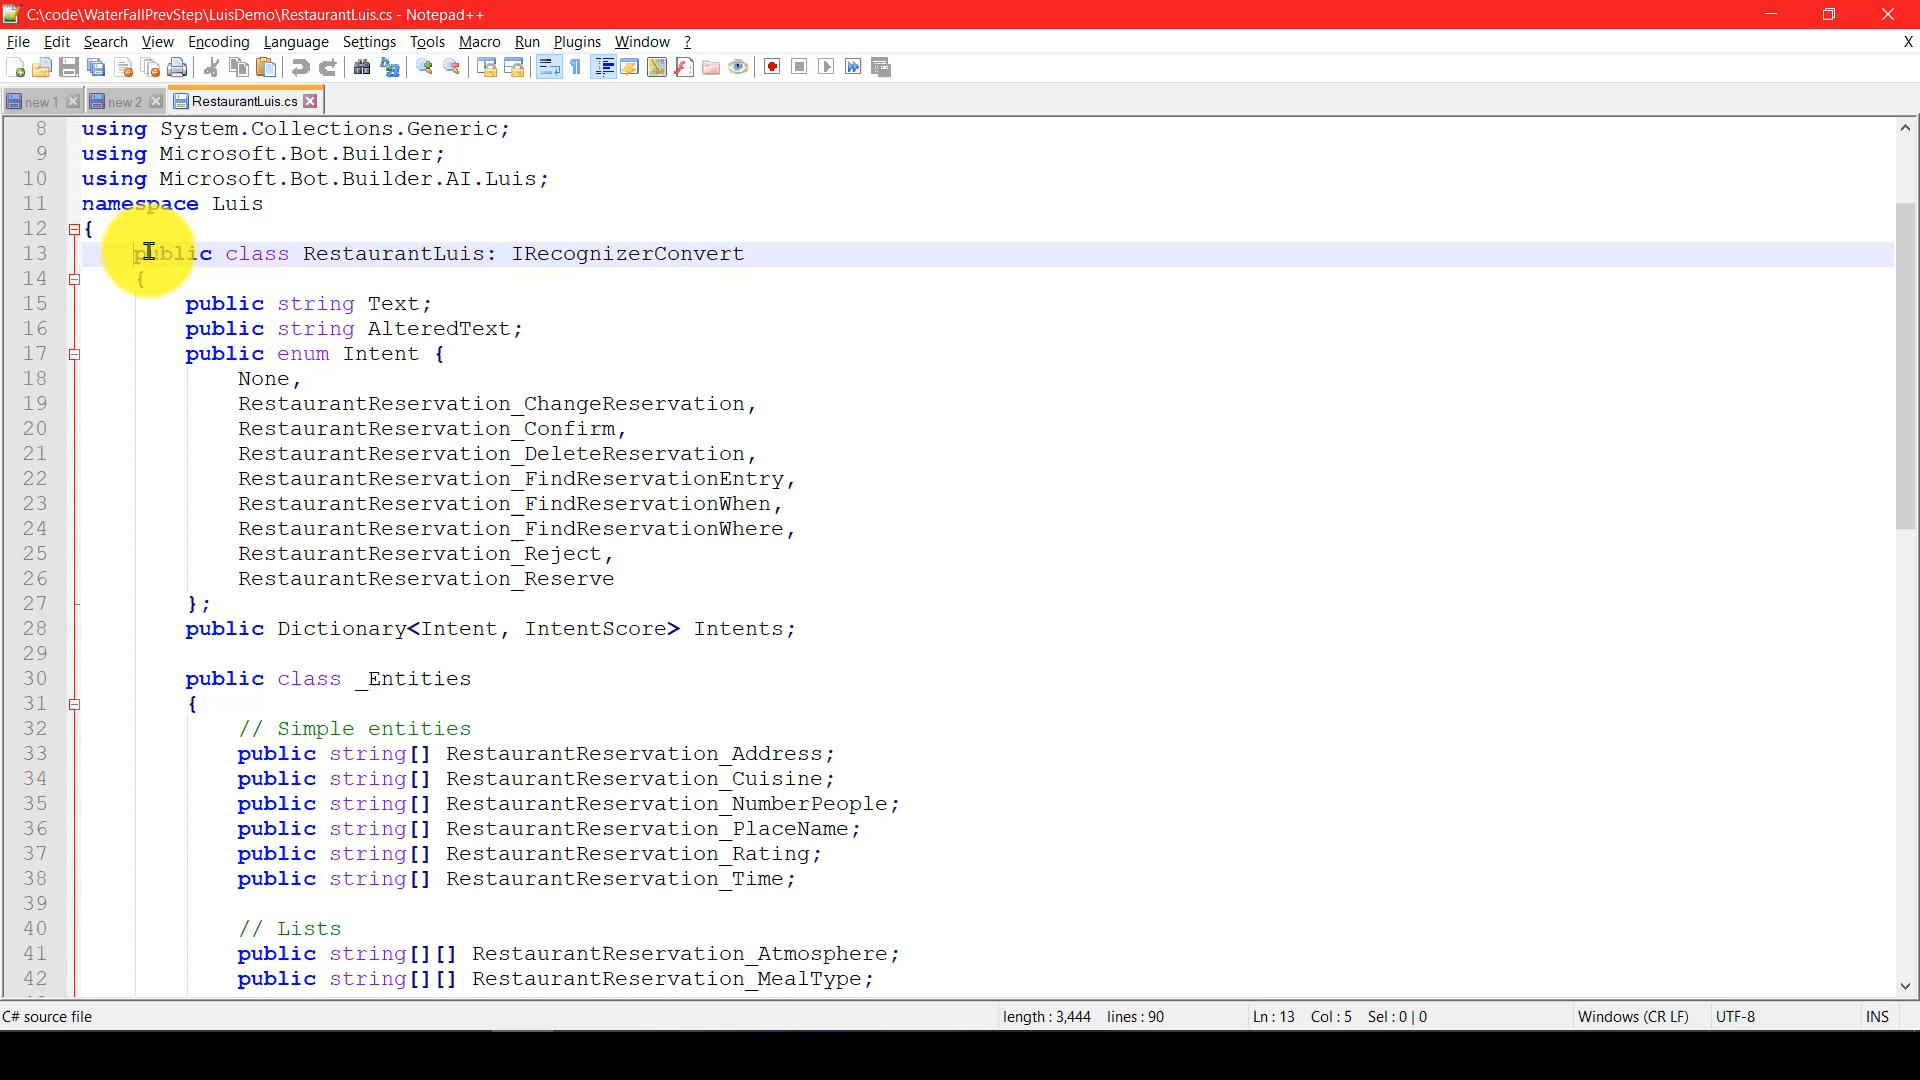 C:\code\WaterFallPrevStep\LuisDemo\RestaurantLuis.cs - Notepad++
File Edit Search View Encoding Language Settings Tools Macro Run Plugins Window ? X
new 1 new 2 RestaurantLuis.cs
8 using System.Collections.Generic;
9 using Microsoft.Bot.Builder;
10 using Microsoft.Bot.Builder.AI.Luis;
11 namespace Luis
12 {
13 public class RestaurantLuis: IRecognizerConvert
14 {
15 public string Text;
16 public string AlteredText;
17 public enum Intent {
18 None,
19 RestaurantReservation_ChangeReservation,
20 RestaurantReservation_Confirm,
21 RestaurantReservation_DeleteReservation,
22 RestaurantReservation_FindReservationEntry,
23 RestaurantReservation_FindReservationWhen,
24 RestaurantReservation_FindReservationWhere,
25 RestaurantReservation_Reject,
26 RestaurantReservation_Reserve
27 };
28 public Dictionary<Intent, IntentScore> Intents;
29
30 public class _Entities
31 {
32 // Simple entities
33 public string[] RestaurantReservation_Address;
34 public string[] RestaurantReservation_Cuisine;
35 public string[] RestaurantReservation_NumberPeople;
36 public string[] RestaurantReservation_PlaceName;
37 public string[] RestaurantReservation_Rating;
38 public string[] RestaurantReservation_Time;
39
40 // Lists
41 public string[][] RestaurantReservation_Atmosphere;
42 public string[][] RestaurantReservation_MealType;
C# source file length : 3,444 lines : 90 Ln : 13 Col : 5 Sel : 0 | 0 Windows (CR LF) UTF-8 INS